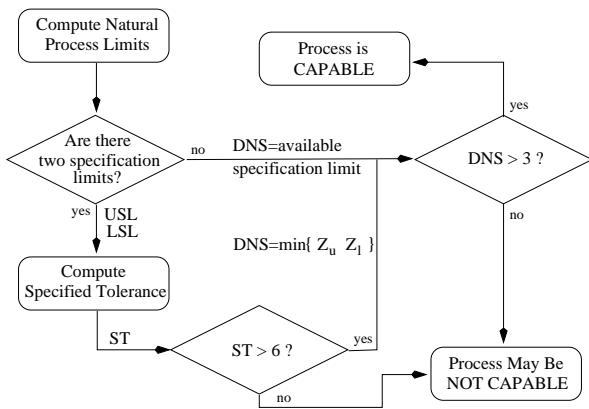 Compute Natural
Process Limits
Process is
CAPABLE
yes
Are there
two specification
limits?
no
DNS=available
specification limit
DNS > 3 ?
yes
USL
LSL
no
DNS=min{ Zu Zl }
Compute
Specified Tolerance
ST
ST > 6 ?
yes
no
Process May Be
NOT CAPABLE